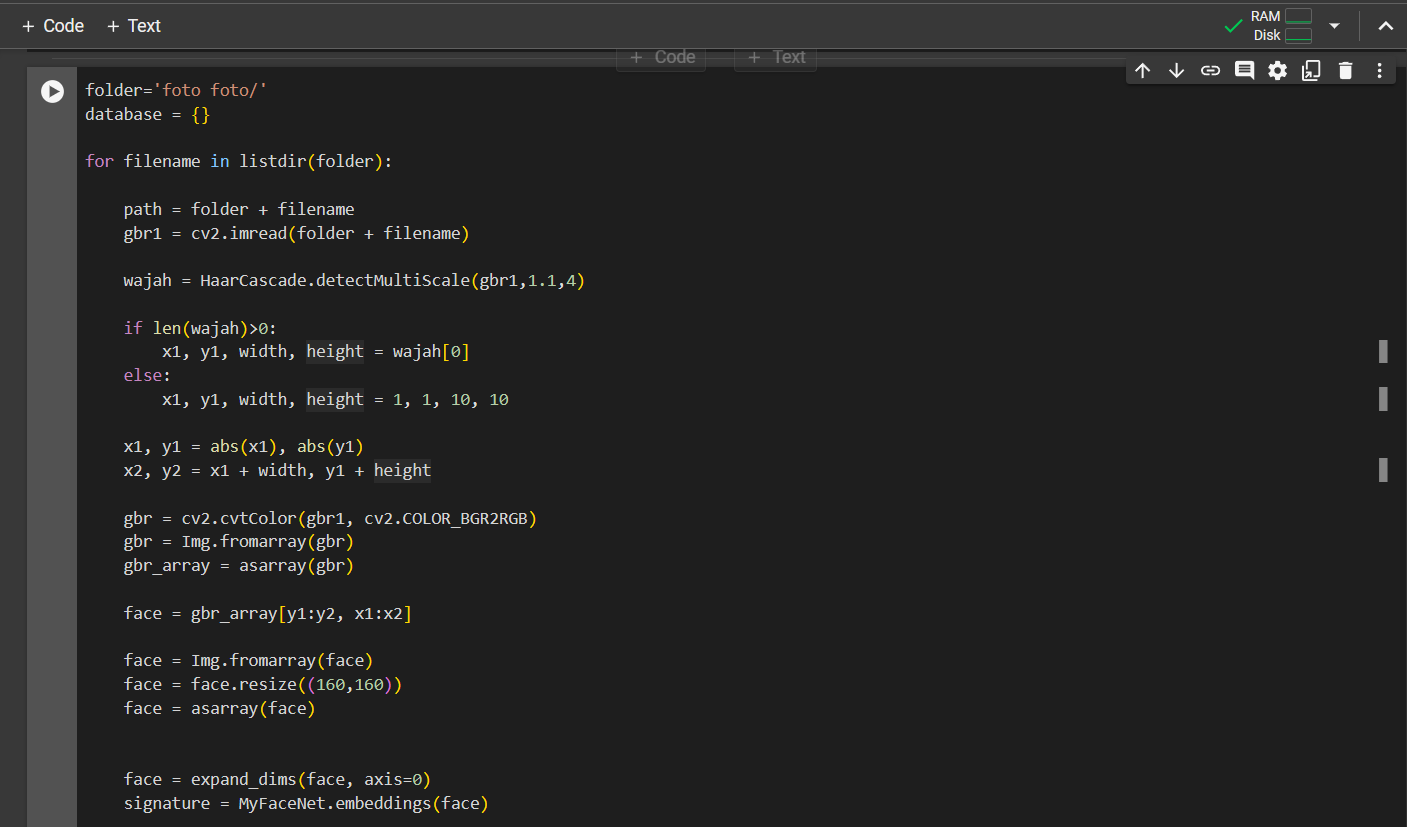 + Code + Text
RAM
Disk
+ Code + Text
folder='foto foto/'
database = {}
for filename in listdir(folder):
path = folder + filename
gbr1 = cv2.imread(folder + filename)
wajah = HaarCascade.detectMultiScale(gbr1,1.1,4)
if len(wajah)>0:
x1, y1, width, height = wajah[0]
else:
x1, y1, width, height = 1, 1, 10, 10
x1, y1 = abs(x1), abs(y1)
x2, y2 = x1 + width, y1 + height
gbr = cv2.cvtColor(gbr1, cv2.COLOR_BGR2RGB)
gbr = Img.fromarray(gbr)
gbr_array = asarray(gbr)
face = gbr_array[y1:y2, x1:x2]
face = Img.fromarray(face)
face = face.resize((160,160))
face = asarray(face)
face = expand_dims(face, axis=0)
signature = MyFaceNet.embeddings(face)